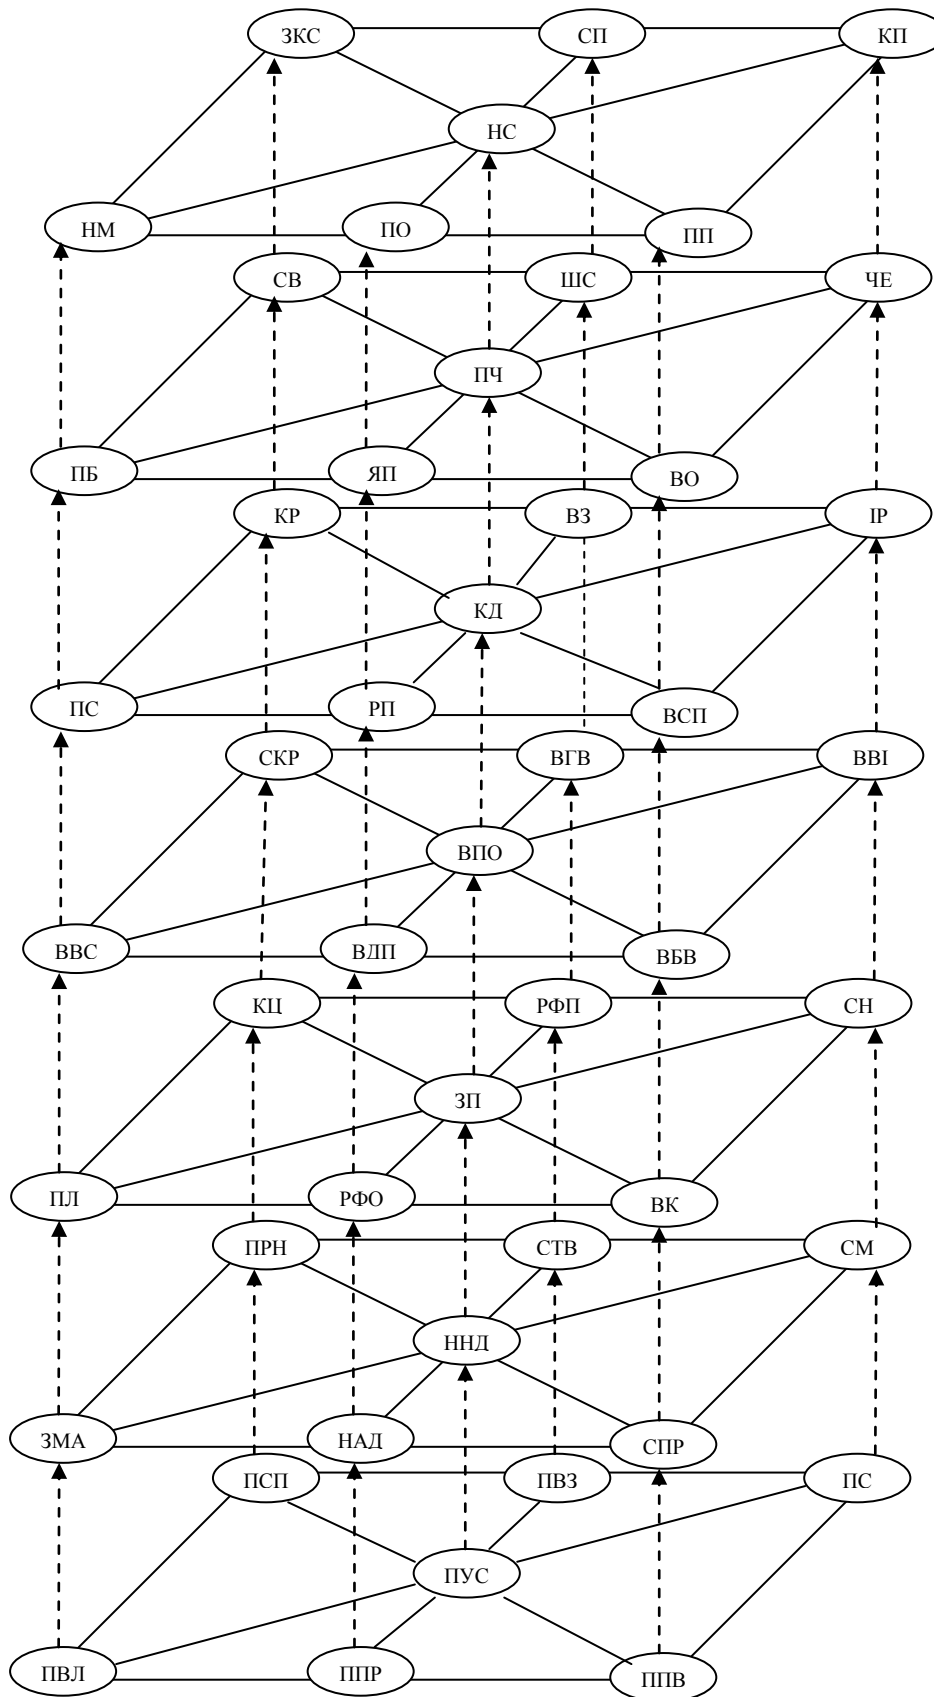 ЗКС СП КП
НС
НМ ПО ПП
СВ ШС ЧЕ
ПЧ
ПБ ЯП ВО
КР ВЗ ІР
КД
ПС РП ВСП
СКР ВГВ ВВІ
ВПО
ВВС ВДП ВБВ
КЦ РФП СН
ЗП
ПЛ РФО ВК
ПРН СТВ СМ
ННД
ЗМА НАД СПР
ПСП ПВЗ ПС
ПУС
ПВЛ ППР ППВ